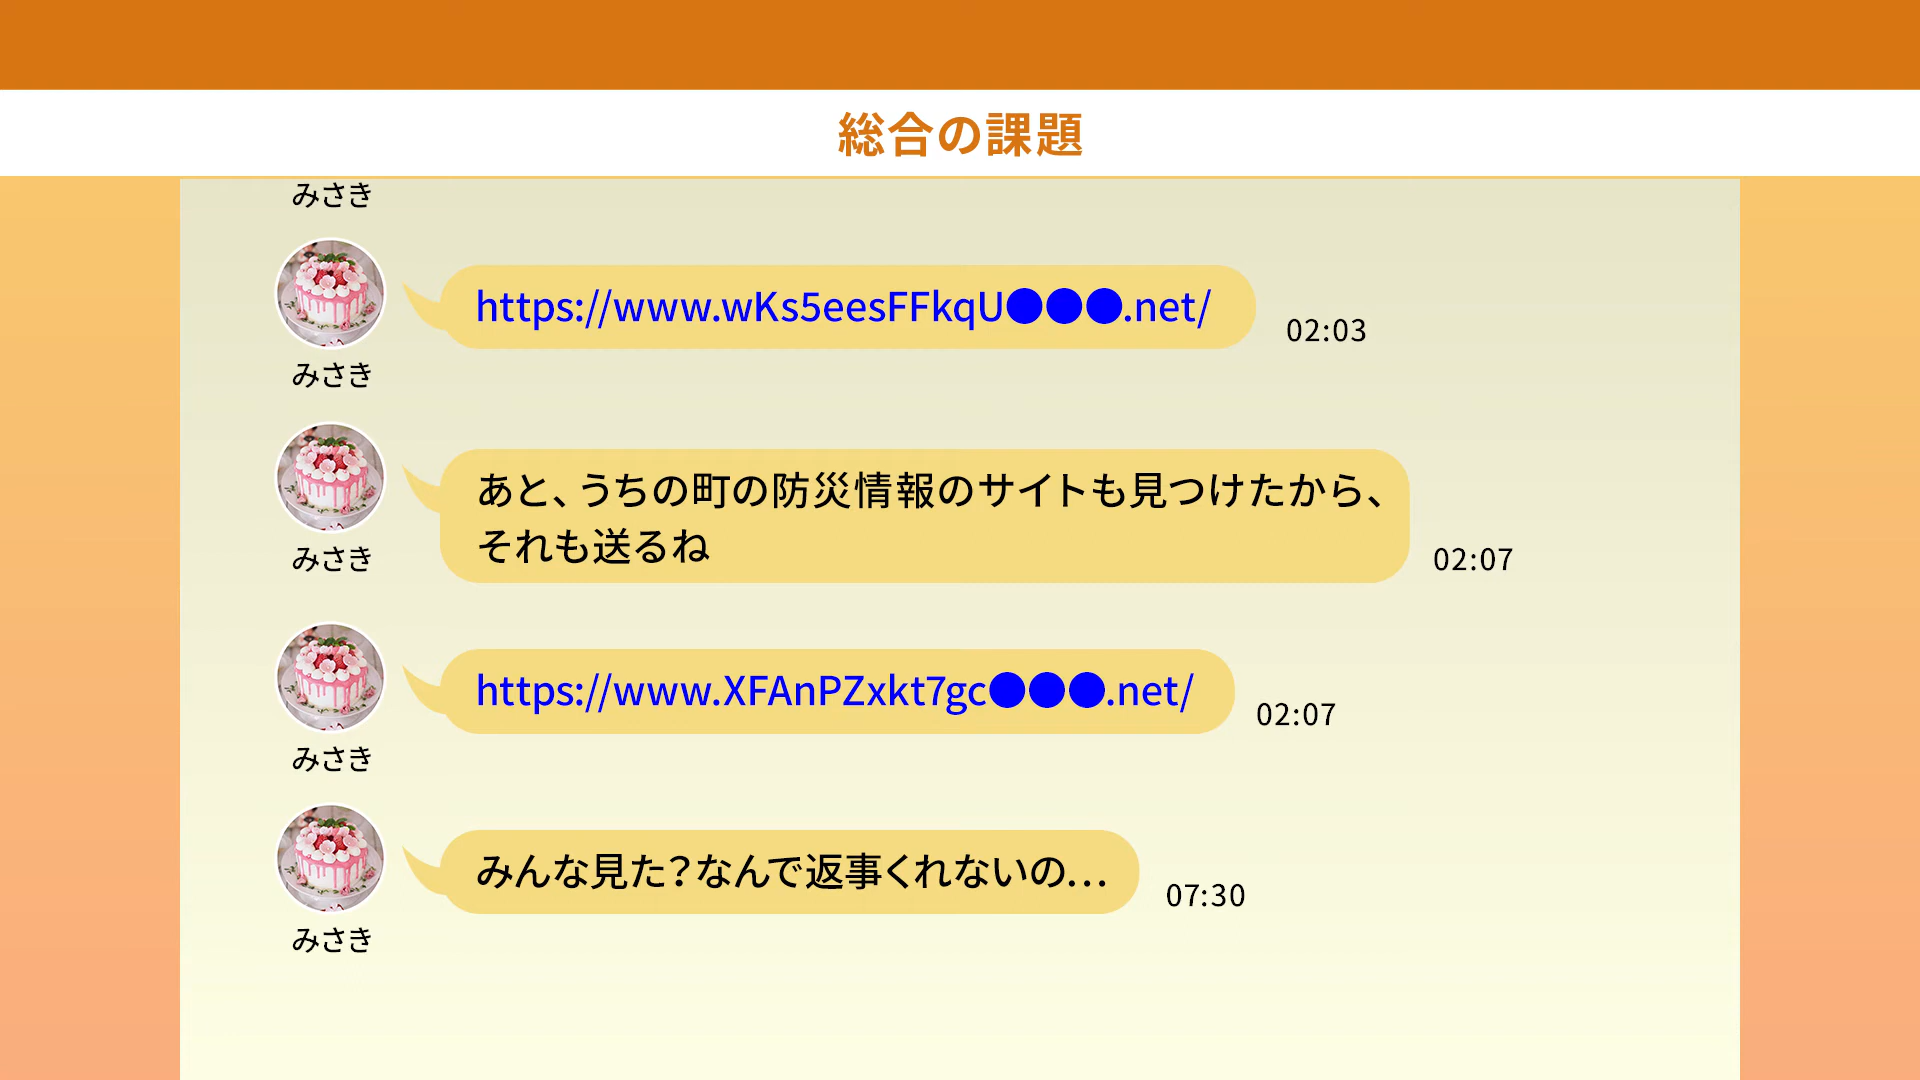 総合の課題
みさき
https://www.wKs5eesFFkqU●●●.net/
02:03
みさき
あと、うちの町の防災情報のサイトも見つけたから、
それも送るね
02:07
みさき
https://www.XFAnPZxkt7gc●●●.net/
02:07
みさき
みんな見た？なんで返事くれないの…
07:30
みさき